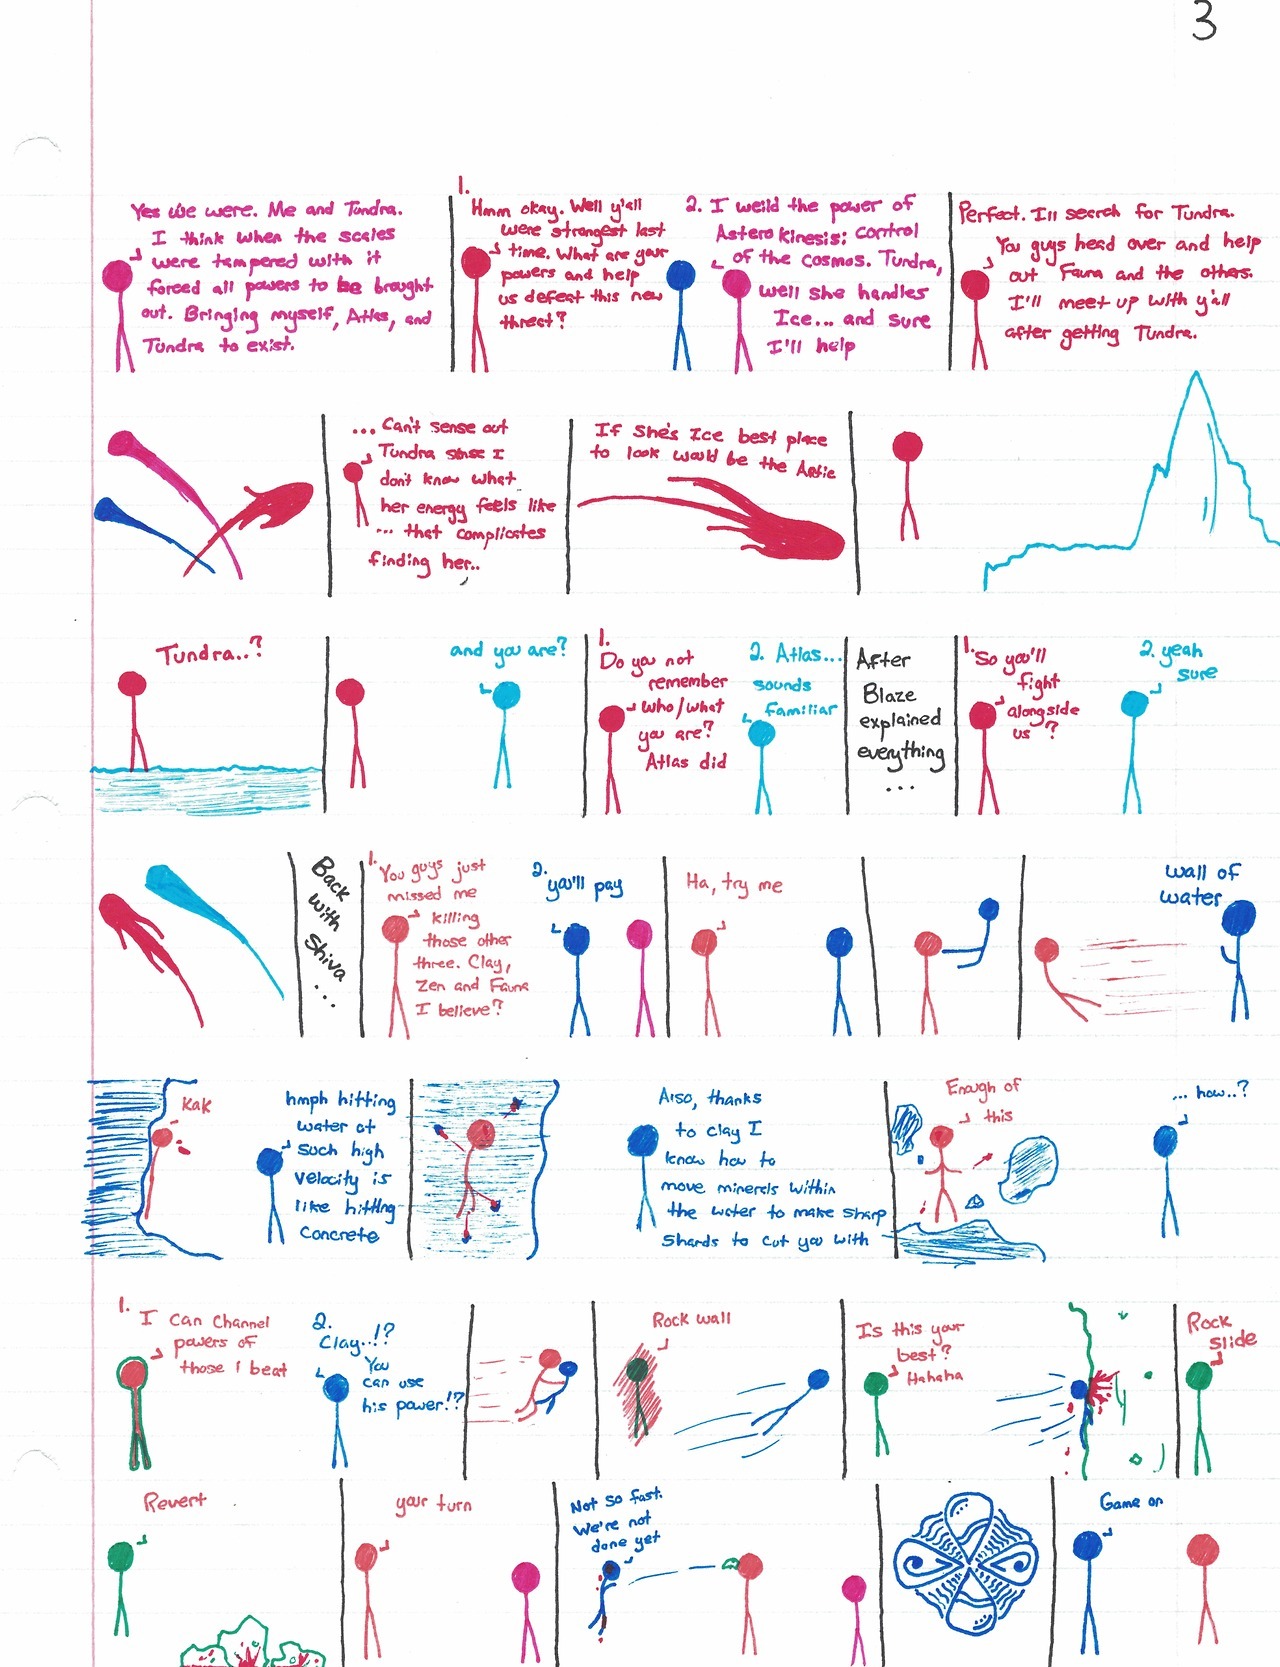 3
Yes we were. Me and Tundra.
I think when the scales
were tampered with it
forced all powers to be brought
out. Bringing myself, Atlas, and
Tundra to exist.
1.
Hmm okay. Well y'all
were strongest last
time. What are your
powers and help
us defeat this new
threat?
2. I weild the power of
Astero kinesis; control
of the cosmos. Tundra,
well she handles
Ice... and sure
I'll help
Perfect. I'll search for Tundra.
You guys head over and help
out Fauna and the others.
I'll meet up with y'all
after getting Tundra.
... Can't sense out
Tundra sinse I
don't know what
her energy feels like
... that complicates
finding her..
If she's Ice best place
to look would be the Artic
Tundra..?
and you are?
1.
Do you not
remember
who/what
you are?
Atlas did
2. Atlas...
sounds
familiar
After
Blaze
explained
everything
...
1.
So you'll
fight
alongside
us?
2. yeah
sure
Back
with
Shiva
...
1.
You guys just
missed me
killing
those other
three. Clay,
Zen and Fauna
I believe?
2.
you'll pay
Ha, try me
wall of
water
Kak
hmph hitting
water at
such high
velocity is
like hitting
concrete
Also, thanks
to Clay I
know how to
move minerals within
the water to make sharp
shards to cut you with
Enough of
this
... how..?
1.
I Can Channel
powers of
those I beat
2.
Clay..!?
You
can use
his power!?
Rock wall
Is this your
best?
Hahaha
Rock
slide
Revert
your turn
Not so fast.
We're not
done yet
Game on